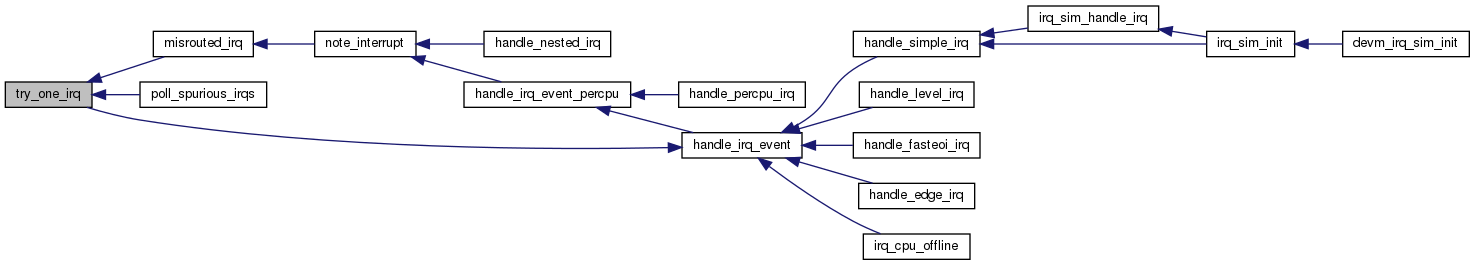 irq_sim_handle_irq
misrouted_irq
note_interrupt
handle_nested_irq
handle_simple_irq
irq_sim_init
devm_irq_sim_init
try_one_irq
poll_spurious_irqs
handle_irq_event_percpu
handle_percpu_irq
handle_level_irq
handle_irq_event
handle_fasteoi_irq
handle_edge_irq
irq_cpu_offline